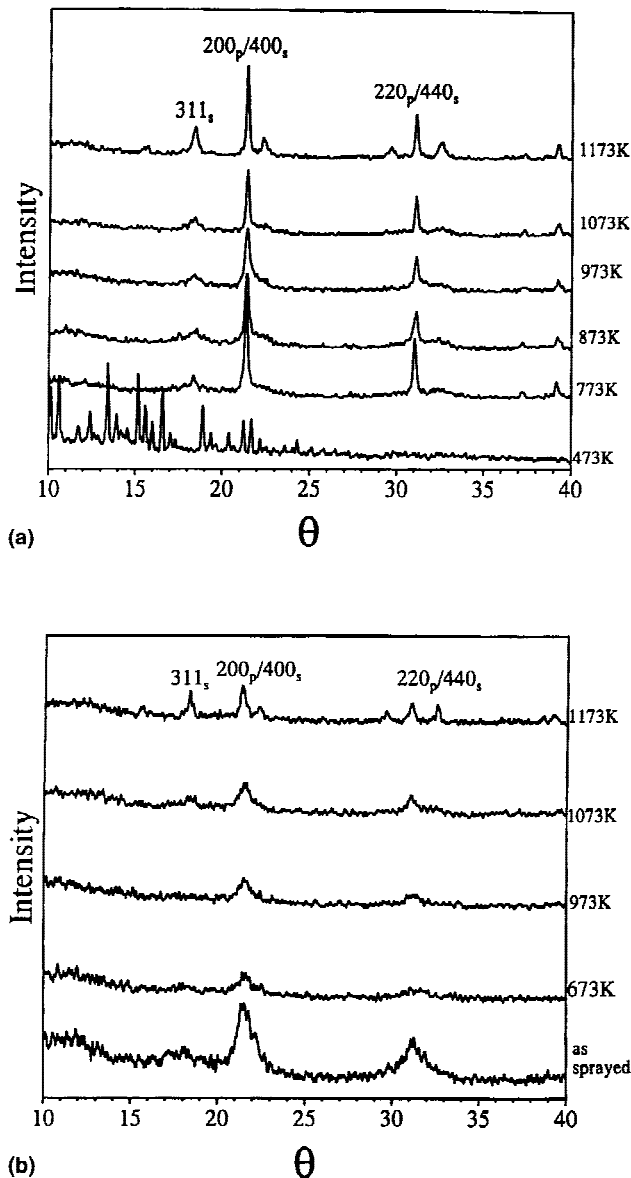 200p/400s
311s
220p/440s
1173K
1073K
973K
873K
773K
473K
Intensity
10 15 20 25 30 35 40
(a)
θ
311s
200p/400s
220p/440s
1173K
1073K
973K
673K
as
sprayed
Intensity
10 15 20 25 30 35 40
(b)
θ